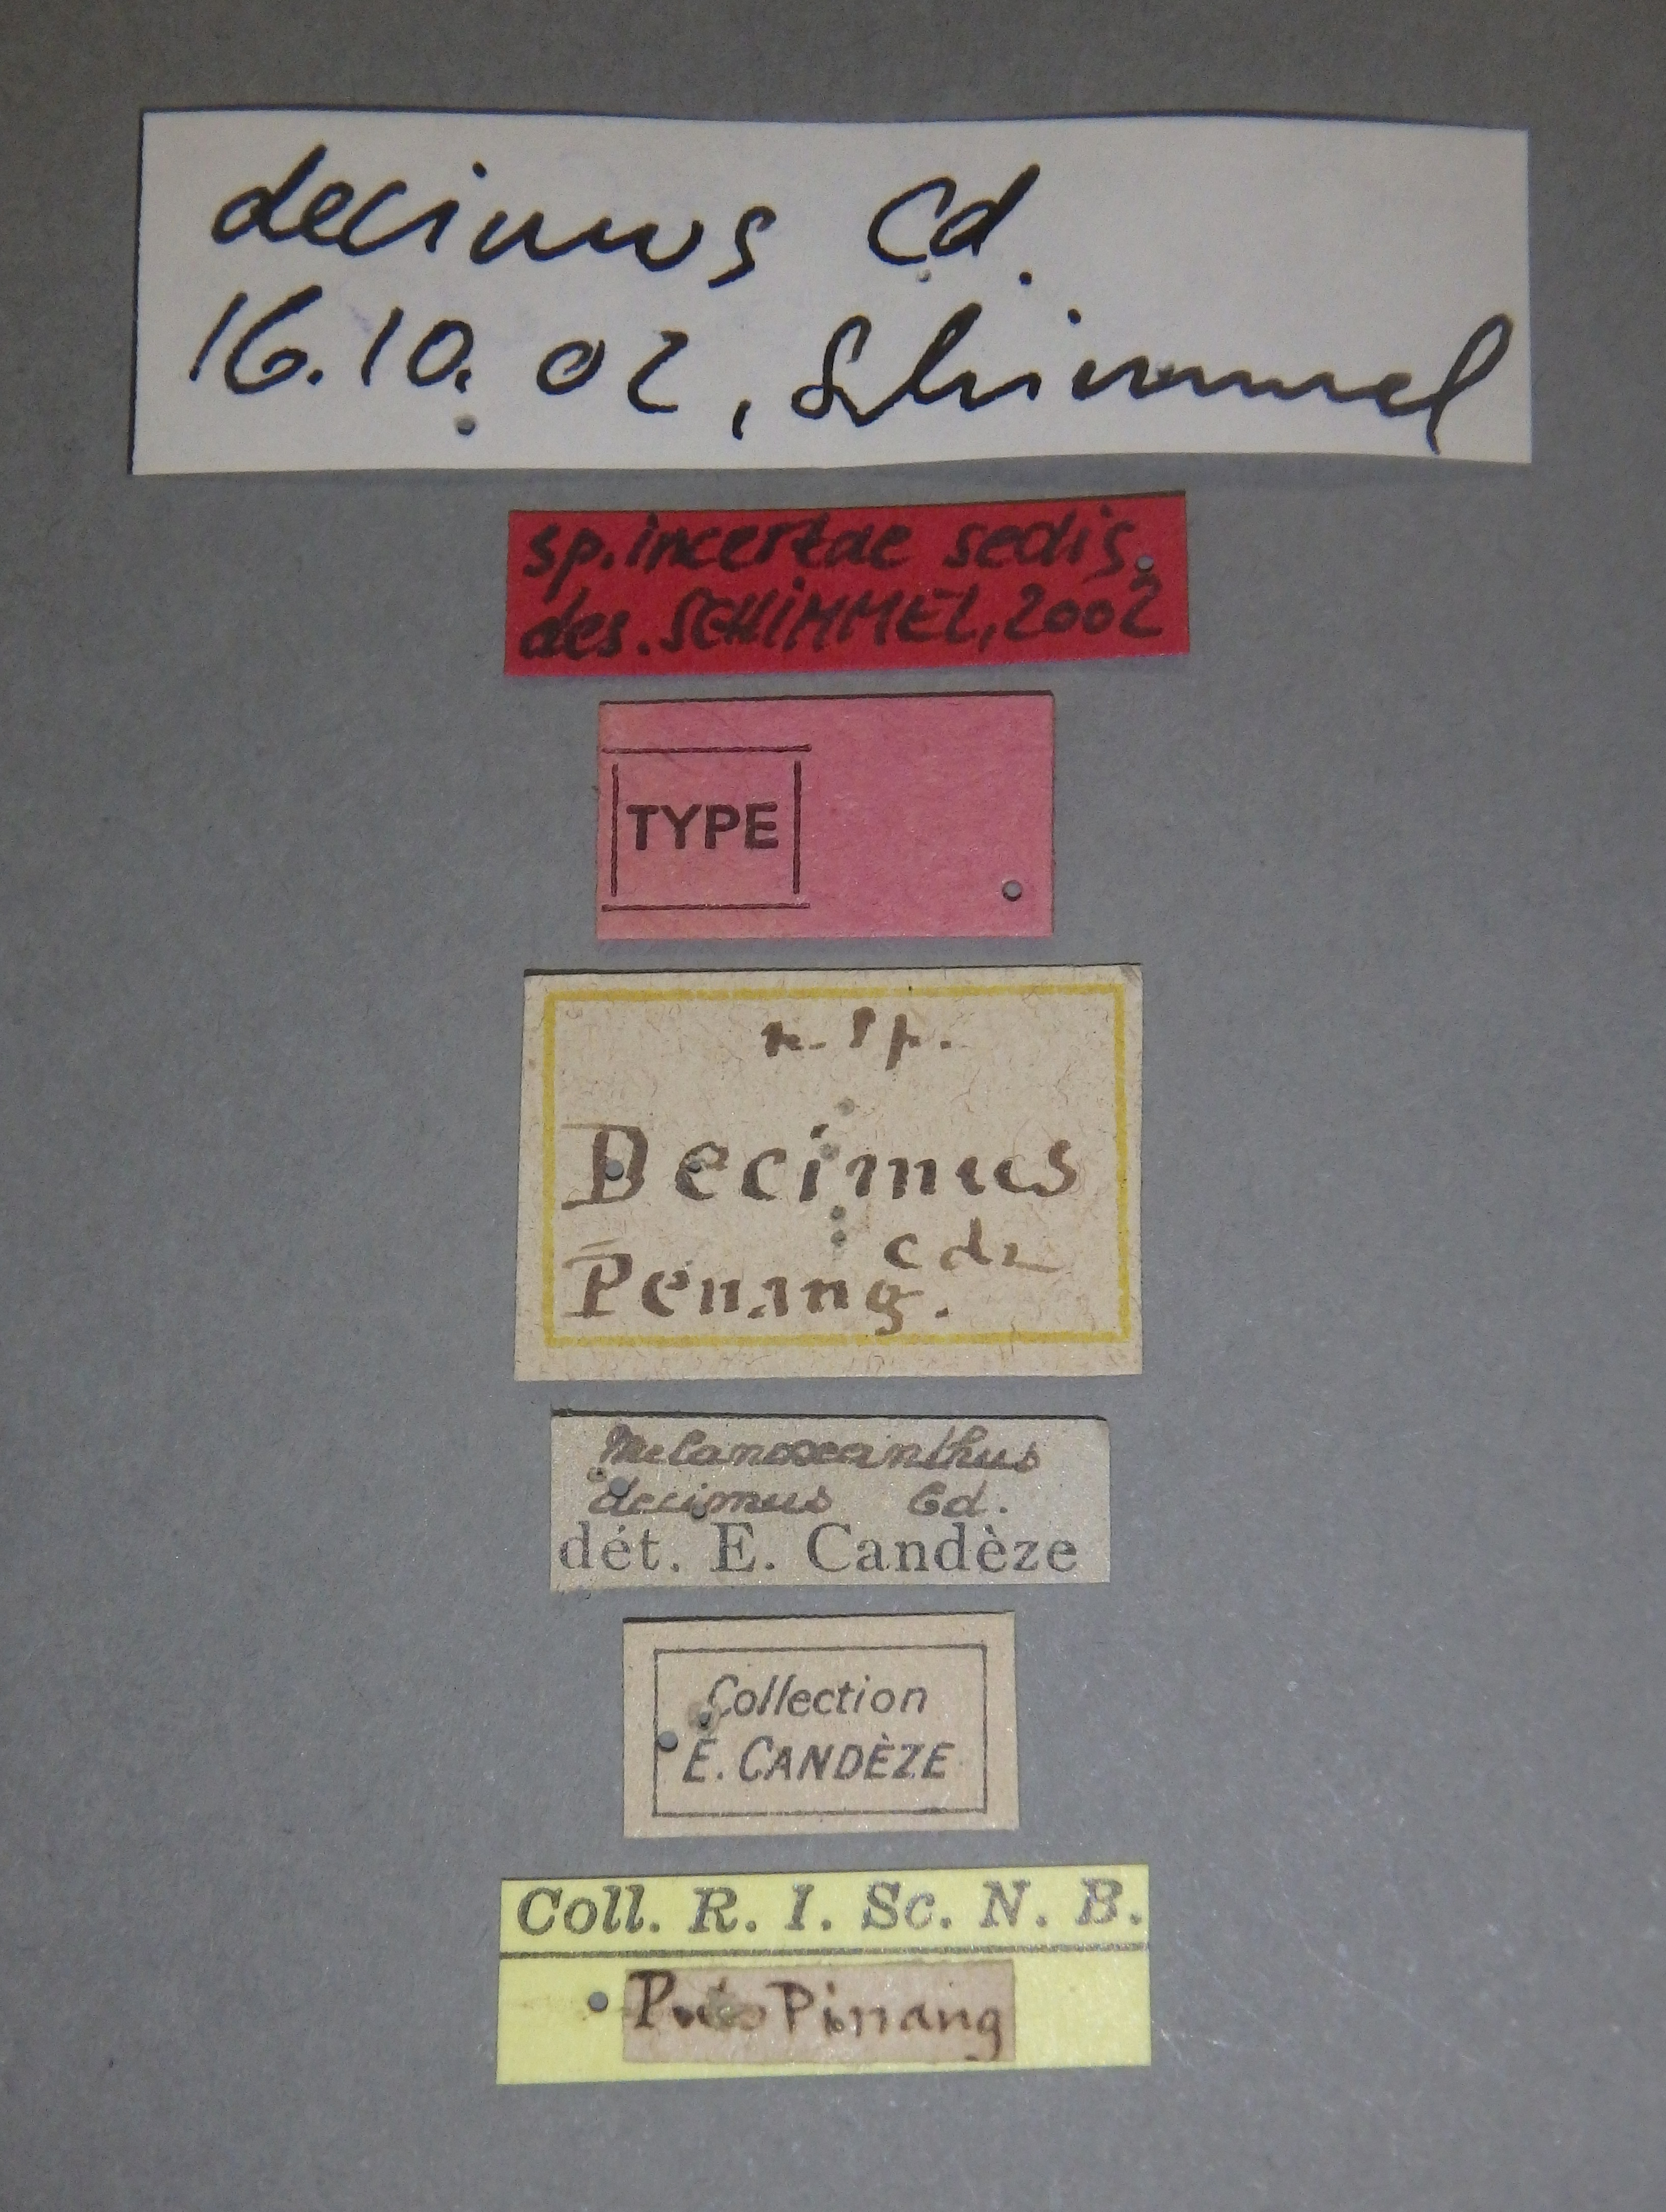 decimus Cd.
16.10.02, Schimmel
sp. incertae sedis.
des. SCHIMMEL, 2002
TYPE
n. sp.
Decimus
Cdz
Penang.
Melanoxanthus
decimus Cd.
dét. E. Candèze
Collection
E. CANDÈZE
Coll. R. I. Sc. N. B.
Pinang